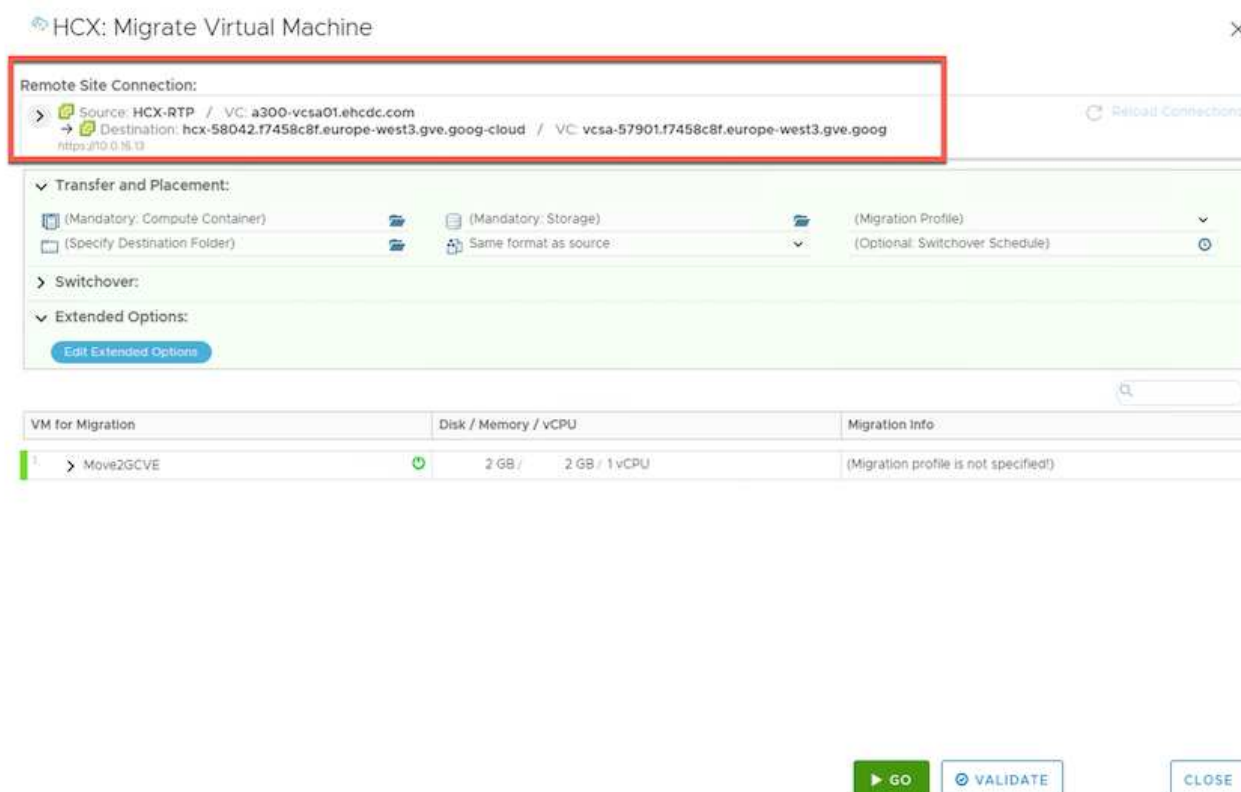 HCX: Migrate Virtual Machine
Remote Site Connection:
Source: HCX-RTP / VC: a300-vcsa01.ehcdc.com
→ Destination: hcx-58042.f7458c8f.europe-west3.gve.goog-cloud / VC: vcsa-57901.f7458c8f.europe-west3.gve.goog
https://10.0.16.13
Reload Connections
Transfer and Placement:
(Mandatory: Compute Container) (Mandatory: Storage) (Migration Profile)
(Specify Destination Folder) Same format as source (Optional: Switchover Schedule)
Switchover:
Extended Options:
Edit Extended Options
VM for Migration Disk / Memory / vCPU Migration Info
1 Move2GCVE 2 GB / 2 GB / 1 vCPU (Migration profile is not specified!)
GO VALIDATE CLOSE